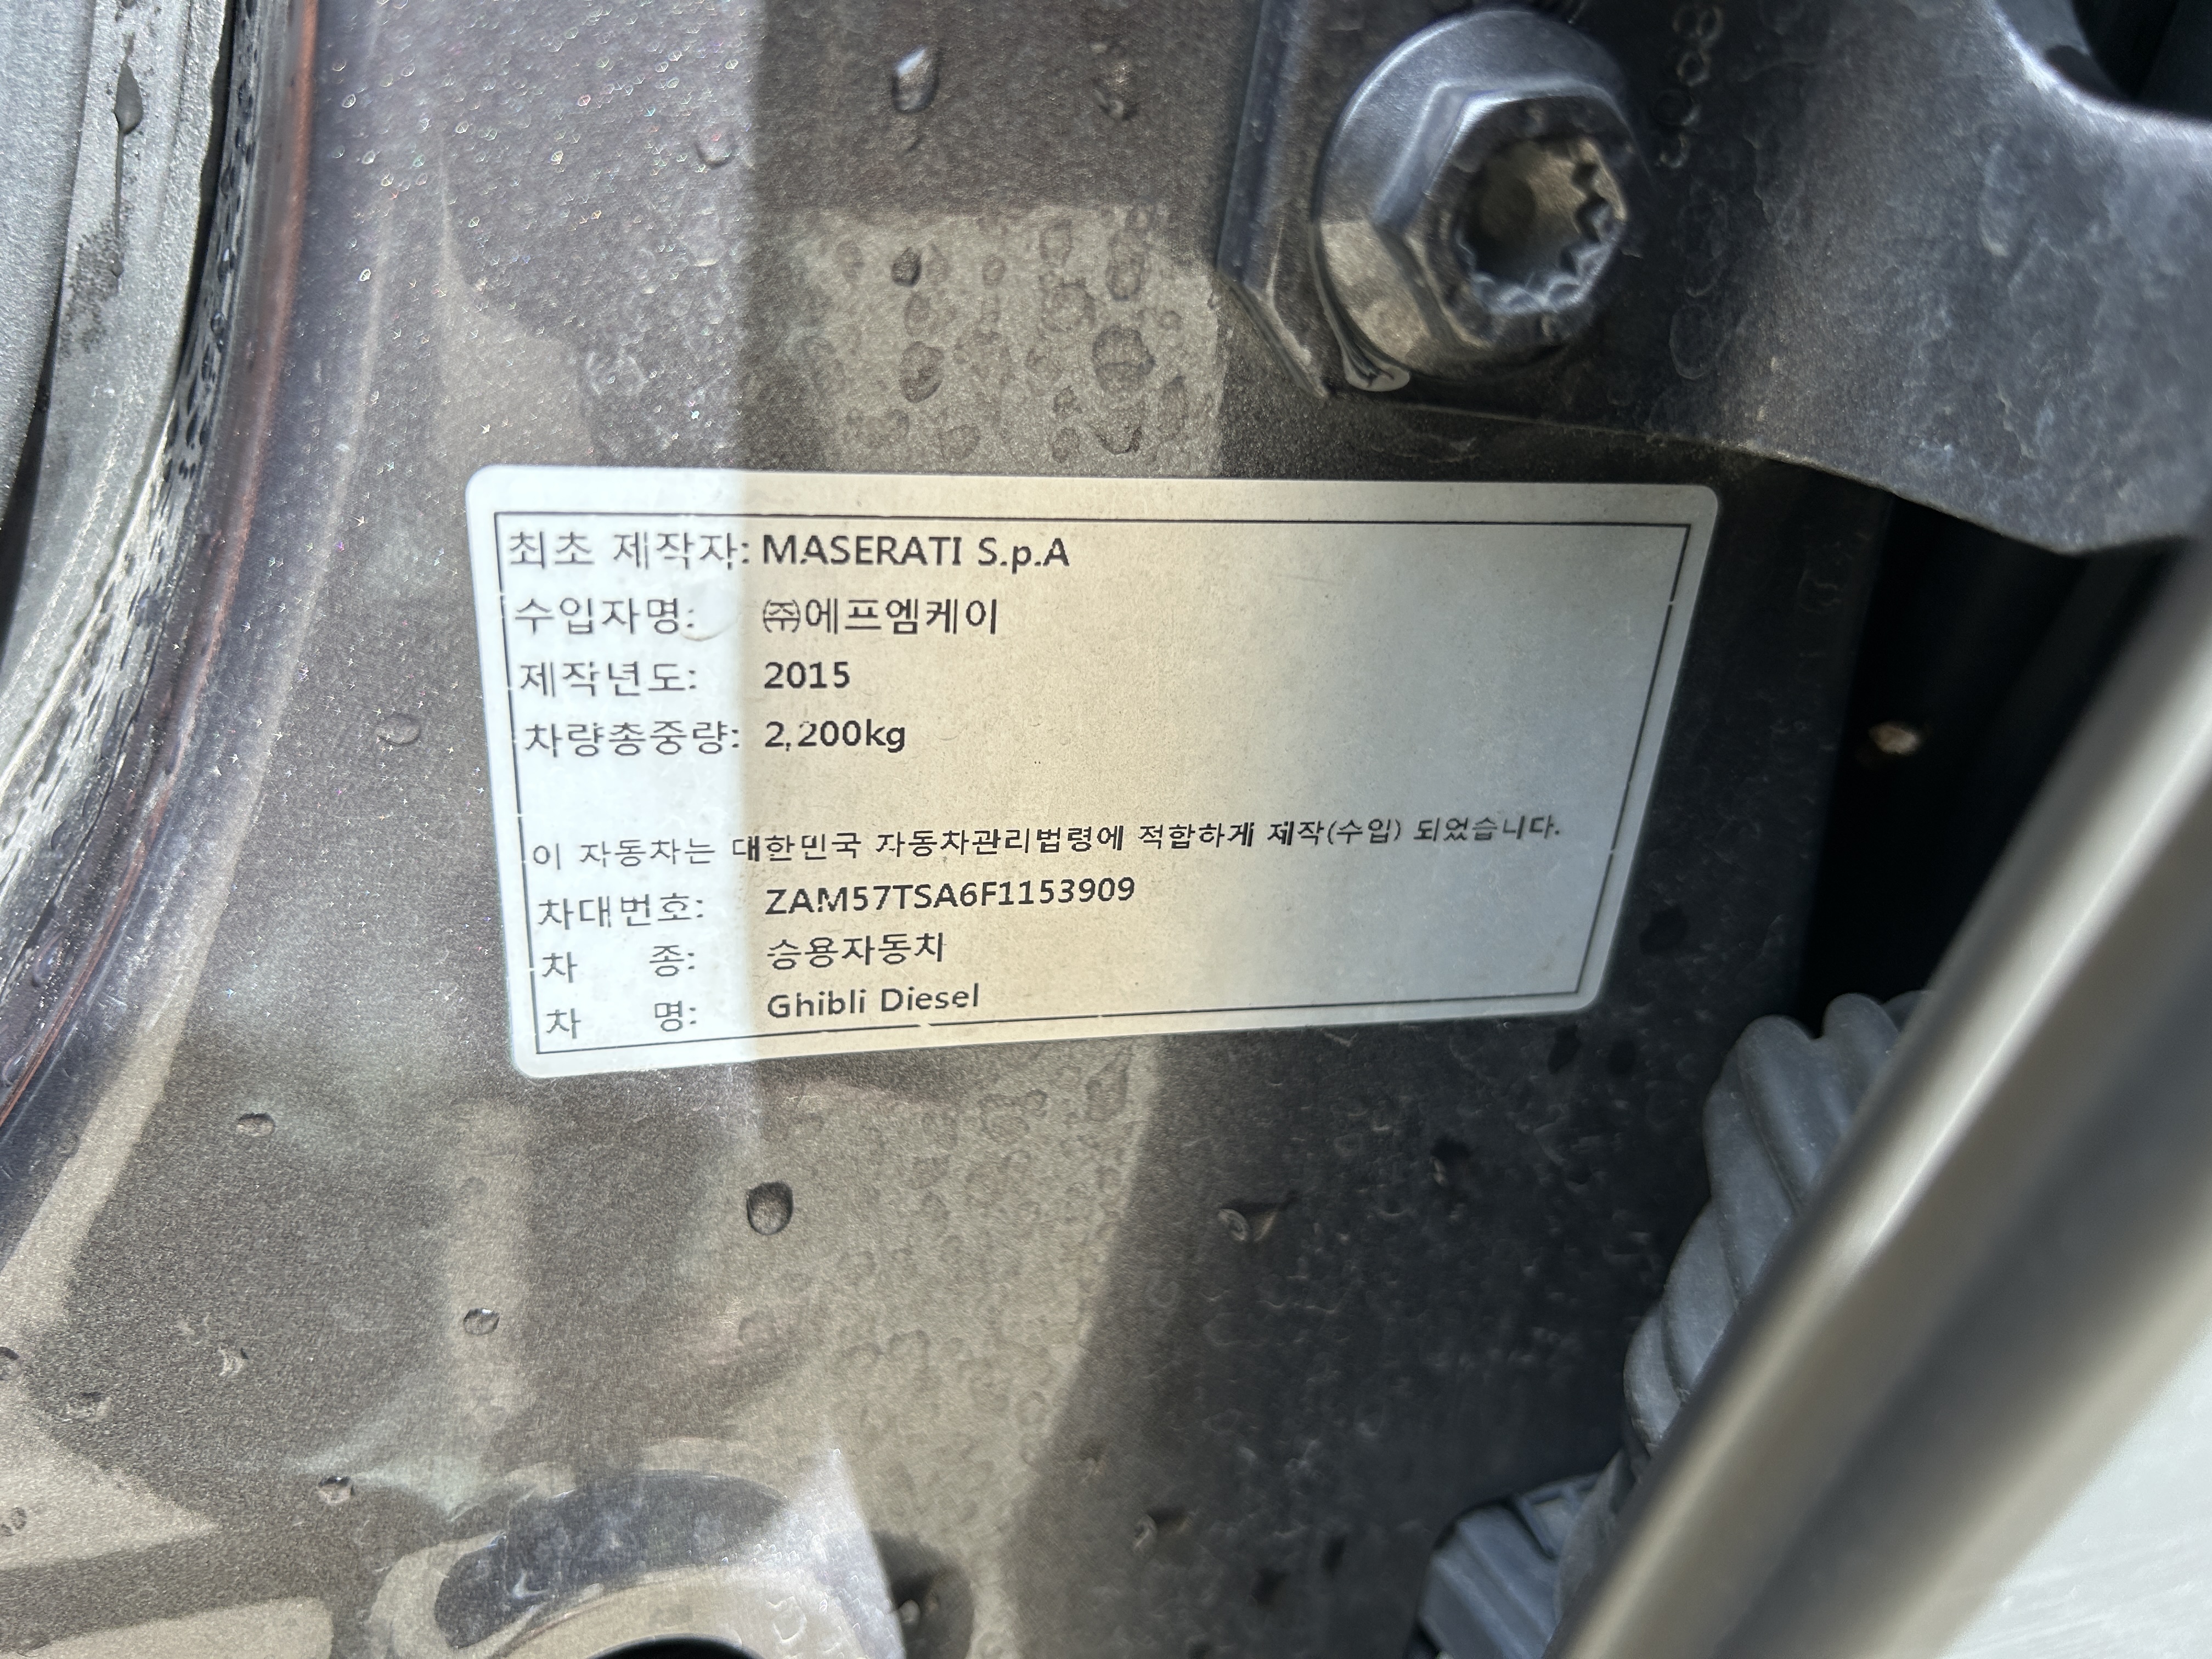 808
최초 제작자: MASERATI S.p.A
수입자명: ㈜에프엠케이
제작년도: 2015
차량총중량: 2,200kg
이 자동차는 대한민국 자동차관리법령에 적합하게 제작(수입) 되었습니다.
차대번호: ZAM57TSA6F1153909
차 종: 승용자동차
차 명: Ghibli Diesel